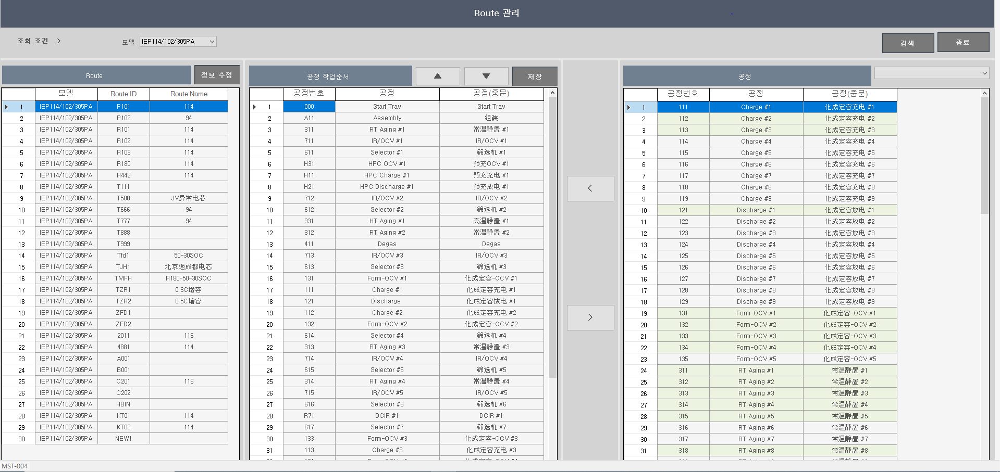 Route 관리
조회 조건 >
모델 IEP114/102/305PA
검색 종료
Route 정보 수정
모델 Route ID Route Name
1 IEP114/102/305PA P101 114
2 IEP114/102/305PA P102 94
3 IEP114/102/305PA R101 114
4 IEP114/102/305PA R102 114
5 IEP114/102/305PA R103 114
6 IEP114/102/305PA R180 114
7 IEP114/102/305PA R442 114
8 IEP114/102/305PA T111
9 IEP114/102/305PA T500 JV异常电芯
10 IEP114/102/305PA T666 94
11 IEP114/102/305PA T777 94
12 IEP114/102/305PA T888
13 IEP114/102/305PA T999
14 IEP114/102/305PA Tfd1 50-30SOC
15 IEP114/102/305PA TJH1 北京返成都电芯
16 IEP114/102/305PA TMFH R180-50-30SOC
17 IEP114/102/305PA TZR1 0.3C增容
18 IEP114/102/305PA TZR2 0.5C增容
19 IEP114/102/305PA ZFD1
20 IEP114/102/305PA ZFD2
21 IEP114/102/305PA 2011 116
22 IEP114/102/305PA 4881 114
23 IEP114/102/305PA A001
24 IEP114/102/305PA B001
25 IEP114/102/305PA C201 116
26 IEP114/102/305PA C202
27 IEP114/102/305PA HBIN
28 IEP114/102/305PA KT01 114
29 IEP114/102/305PA KT02 114
30 IEP114/102/305PA NEW1
공정 작업순서 ▲ ▼ 저장
공정번호 공정 공정(중문)
1 000 Start Tray Start Tray
2 A11 Assembly 组装
3 311 RT Aging #1 常温静置 #1
4 711 IR/OCV #1 IR/OCV #1
5 611 Selector #1 筛选机 #1
6 H31 HPC OCV #1 预充OCV #1
7 H11 HPC Charge #1 预充充电 #1
8 H21 HPC Discharge #1 预充放电 #1
9 712 IR/OCV #2 IR/OCV #2
10 612 Selector #2 筛选机 #2
11 331 HT Aging #1 高温静置 #1
12 312 RT Aging #2 常温静置 #2
13 411 Degas Degas
14 713 IR/OCV #3 IR/OCV #3
15 613 Selector #3 筛选机 #3
16 131 Form-OCV #1 化成定容-OCV #1
17 111 Charge #1 化成定容充电 #1
18 121 Discharge 化成定容放电 #1
19 112 Charge #2 化成定容充电 #2
20 132 Form-OCV #2 化成定容-OCV #2
21 614 Selector #4 筛选机 #4
22 313 RT Aging #3 常温静置 #3
23 714 IR/OCV #4 IR/OCV #4
24 615 Selector #5 筛选机 #5
25 314 RT Aging #4 常温静置 #4
26 715 IR/OCV #5 IR/OCV #5
27 616 Selector #6 筛选机 #6
28 R71 DCIR #1 DCIR #1
29 617 Selector #7 筛选机 #7
30 133 Form-OCV #3 化成定容-OCV #3
31 113 Charge #3 化成定容充电 #3
<
>
공정
공정번호 공정 공정(중문)
1 111 Charge #1 化成定容充电 #1
2 112 Charge #2 化成定容充电 #2
3 113 Charge #3 化成定容充电 #3
4 114 Charge #4 化成定容充电 #4
5 115 Charge #5 化成定容充电 #5
6 116 Charge #6 化成定容充电 #6
7 117 Charge #7 化成定容充电 #7
8 118 Charge #8 化成定容充电 #8
9 119 Charge #9 化成定容充电 #9
10 121 Discharge #1 化成定容放电 #1
11 122 Discharge #2 化成定容放电 #2
12 123 Discharge #3 化成定容放电 #3
13 124 Discharge #4 化成定容放电 #4
14 125 Discharge #5 化成定容放电 #5
15 126 Discharge #6 化成定容放电 #6
16 127 Discharge #7 化成定容放电 #7
17 128 Discharge #8 化成定容放电 #8
18 129 Discharge #9 化成定容放电 #9
19 131 Form-OCV #1 化成定容-OCV #1
20 132 Form-OCV #2 化成定容-OCV #2
21 133 Form-OCV #3 化成定容-OCV #3
22 134 Form-OCV #4 化成定容-OCV #4
23 135 Form-OCV #5 化成定容-OCV #5
24 311 RT Aging #1 常温静置 #1
25 312 RT Aging #2 常温静置 #2
26 313 RT Aging #3 常温静置 #3
27 314 RT Aging #4 常温静置 #4
28 315 RT Aging #5 常温静置 #5
29 316 RT Aging #6 常温静置 #6
30 317 RT Aging #7 常温静置 #7
31 318 RT Aging #8 常温静置 #8
MST-004